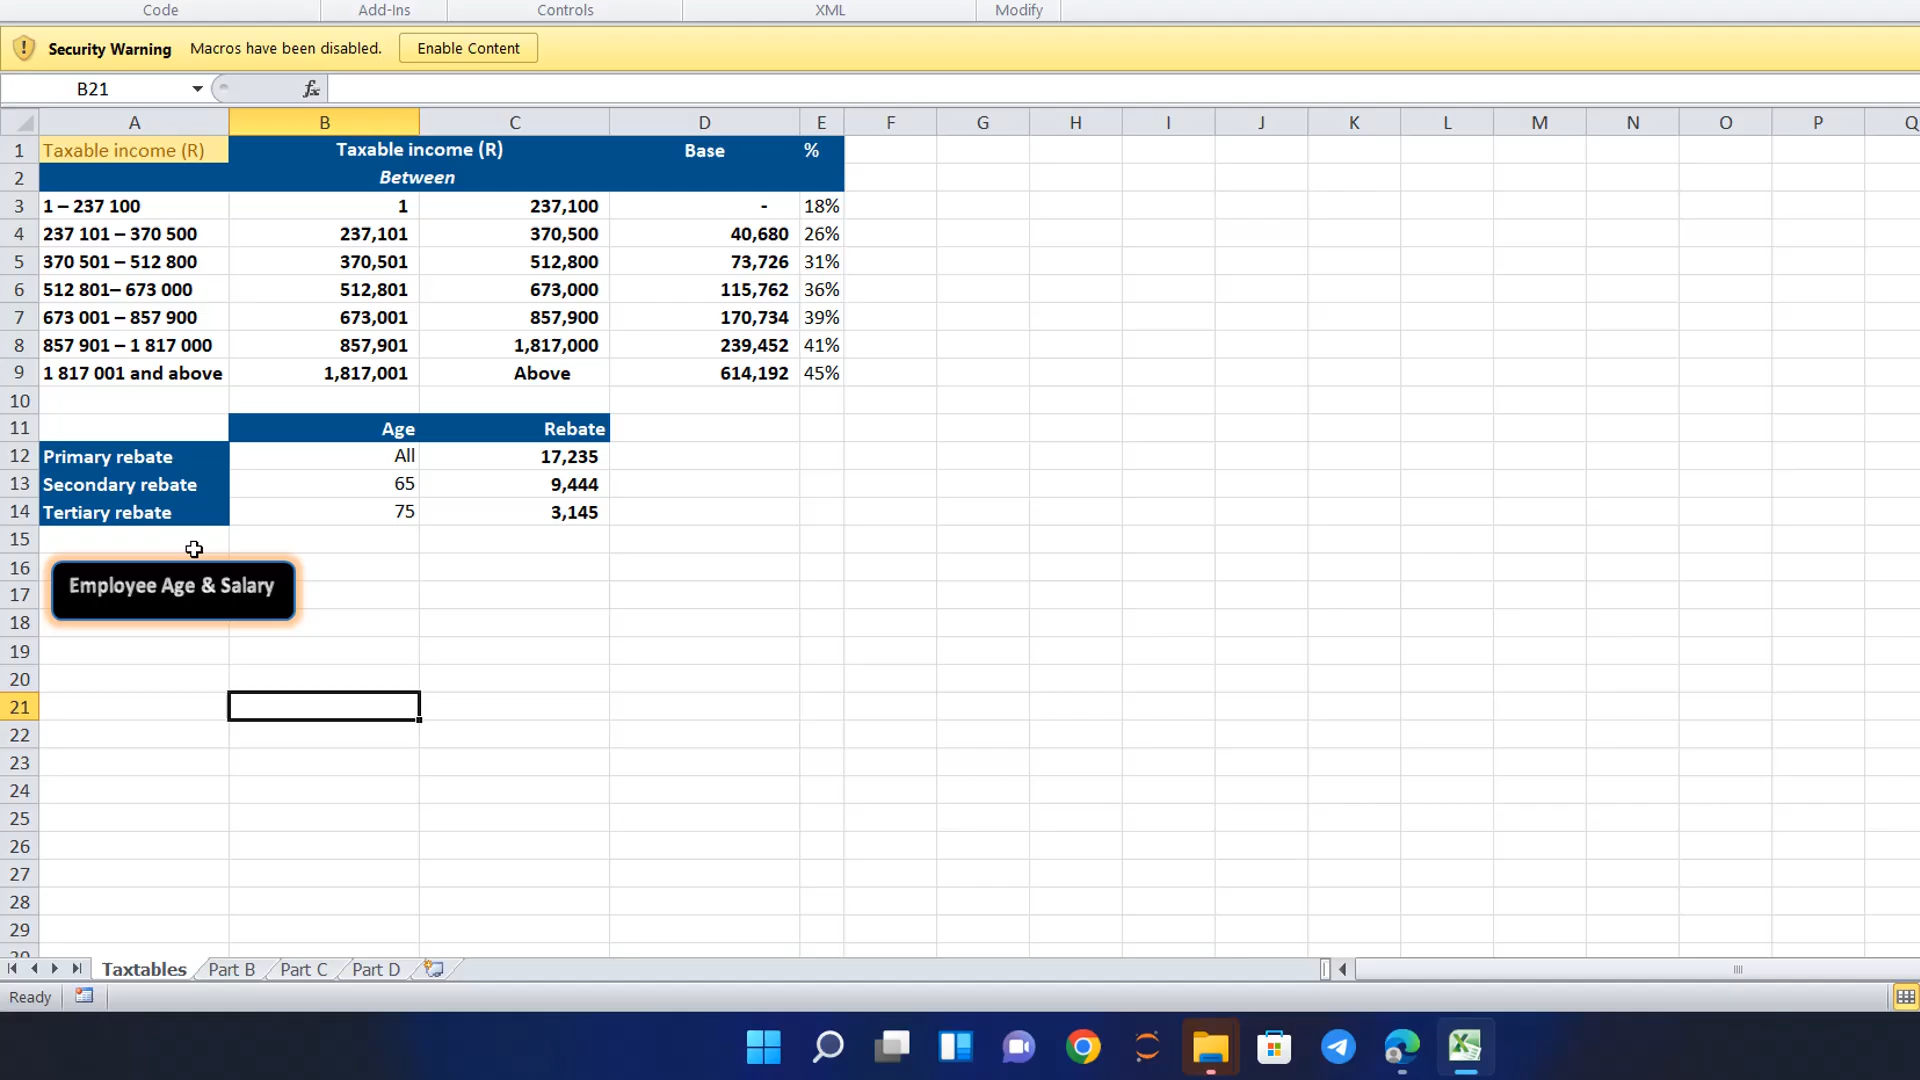 Code Add-Ins Controls XML Modify
Security Warning Macros have been disabled. Enable Content
B21 fx
A B C D E F G H I J K L M N O P Q
1 Taxable income (R) Taxable income (R) Base %
2 Between
3 1 – 237 100 1 237,100 - 18%
4 237 101 – 370 500 237,101 370,500 40,680 26%
5 370 501 – 512 800 370,501 512,800 73,726 31%
6 512 801– 673 000 512,801 673,000 115,762 36%
7 673 001 – 857 900 673,001 857,900 170,734 39%
8 857 901 – 1 817 000 857,901 1,817,000 239,452 41%
9 1 817 001 and above 1,817,001 Above 614,192 45%
10
11 Age Rebate
12 Primary rebate All 17,235
13 Secondary rebate 65 9,444
14 Tertiary rebate 75 3,145
15
16
Employee Age & Salary
17
18
19
20
21
22
23
24
25
26
27
28
29
Taxtables Part B Part C Part D
Ready